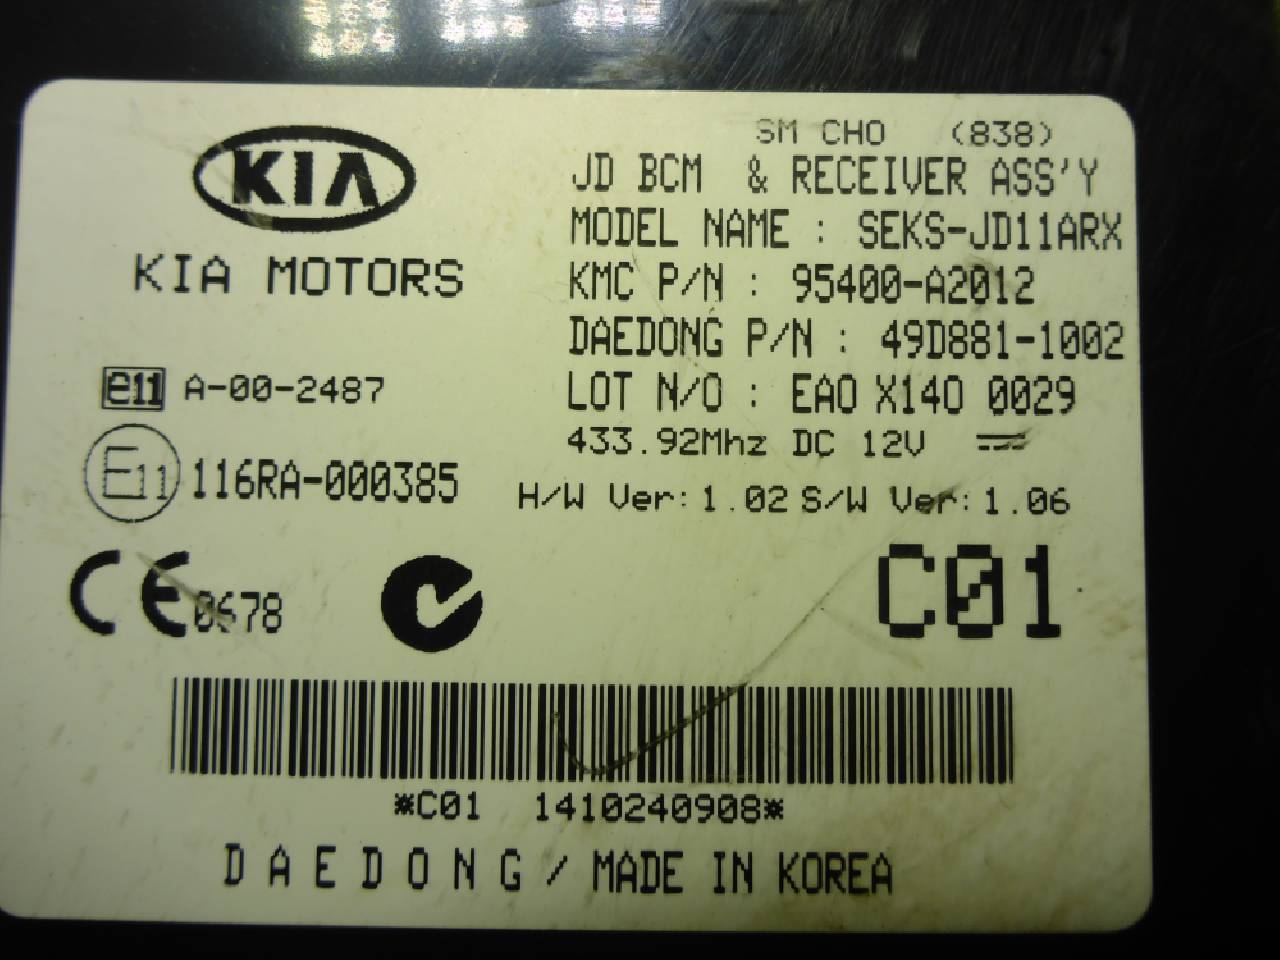 KIA
KIA MOTORS
SM CHO (838)
JD BCM & RECEIVER ASS'Y
MODEL NAME : SEKS-JD11ARX
KMC P/N : 95400-A2012
DAEDONG P/N : 49D881-1002
LOT N/O : EAO X140 0029
433.92Mhz DC 12V
H/W Ver: 1.02 S/W Ver: 1.06
e11 A-00-2487
E11 116RA-000385
CE 0678
C01
*C01 1410240908*
DAEDONG / MADE IN KOREA